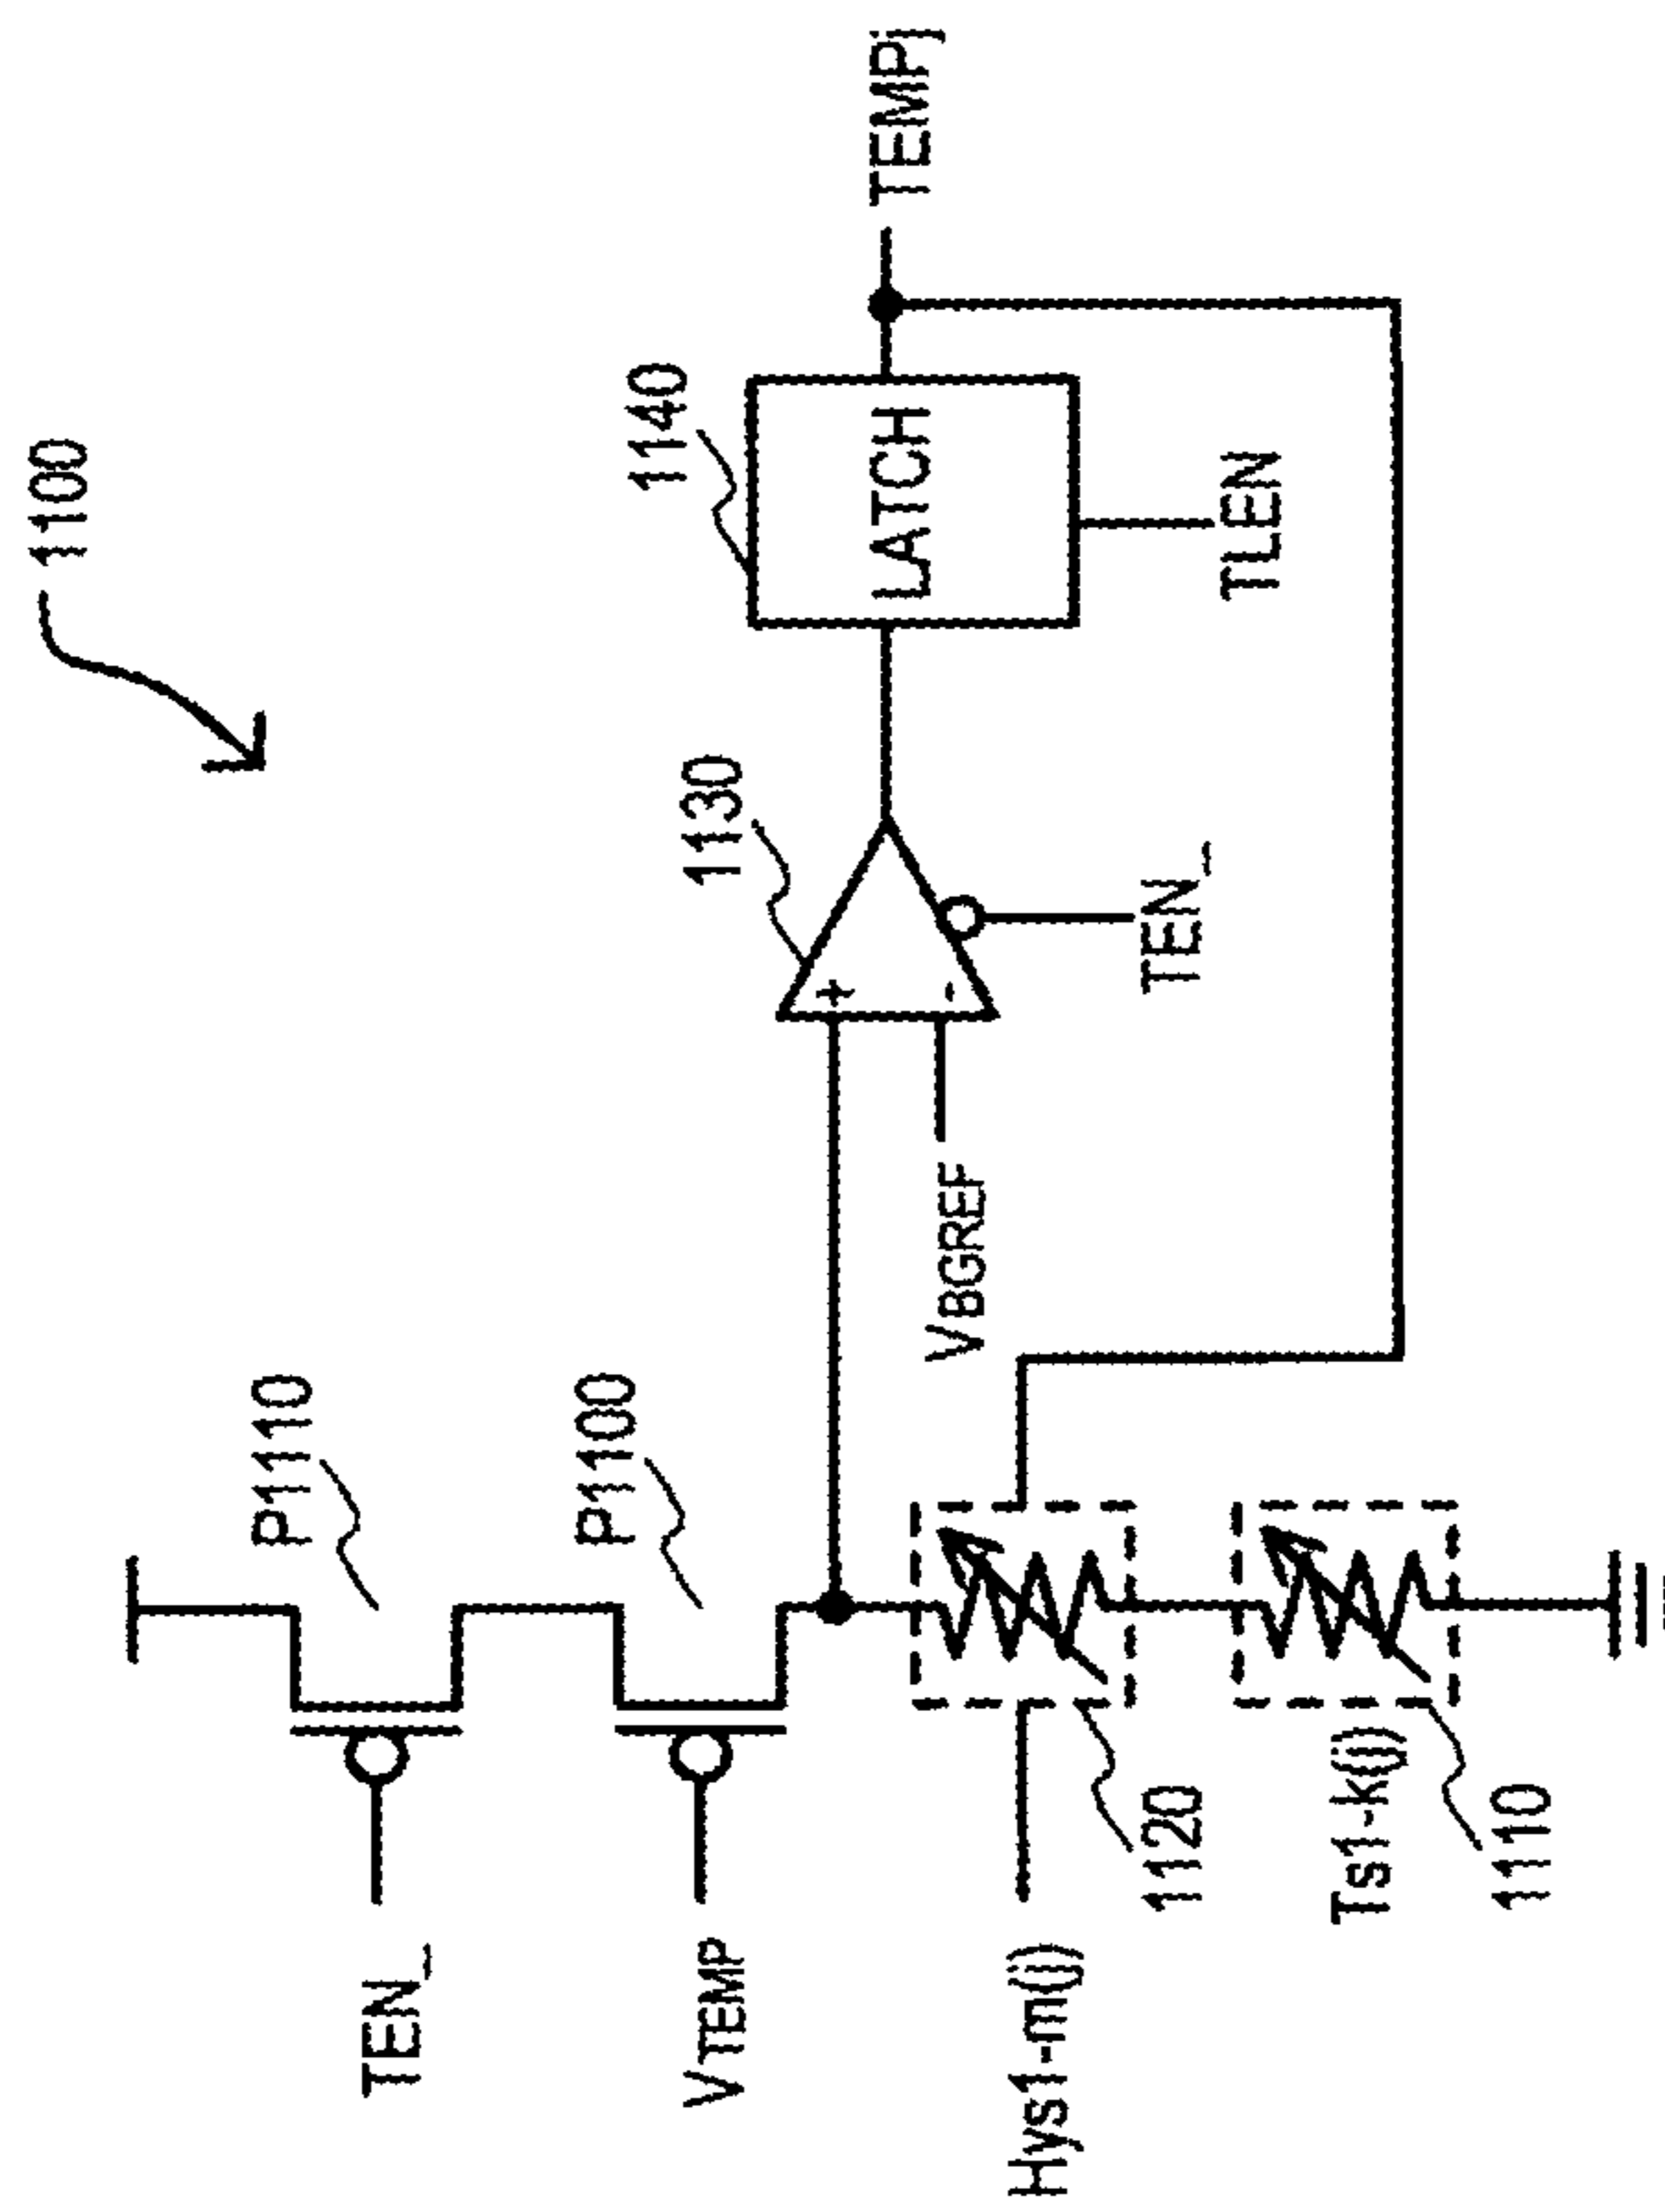 1100
P1110
TEN_
P1100
VTEMP
1130
1140
+
-
LATCH
TEMPj
VBGREF
TEN_
TLEN
Hys1-m(j)
1120
Ts1-k(j)
1110